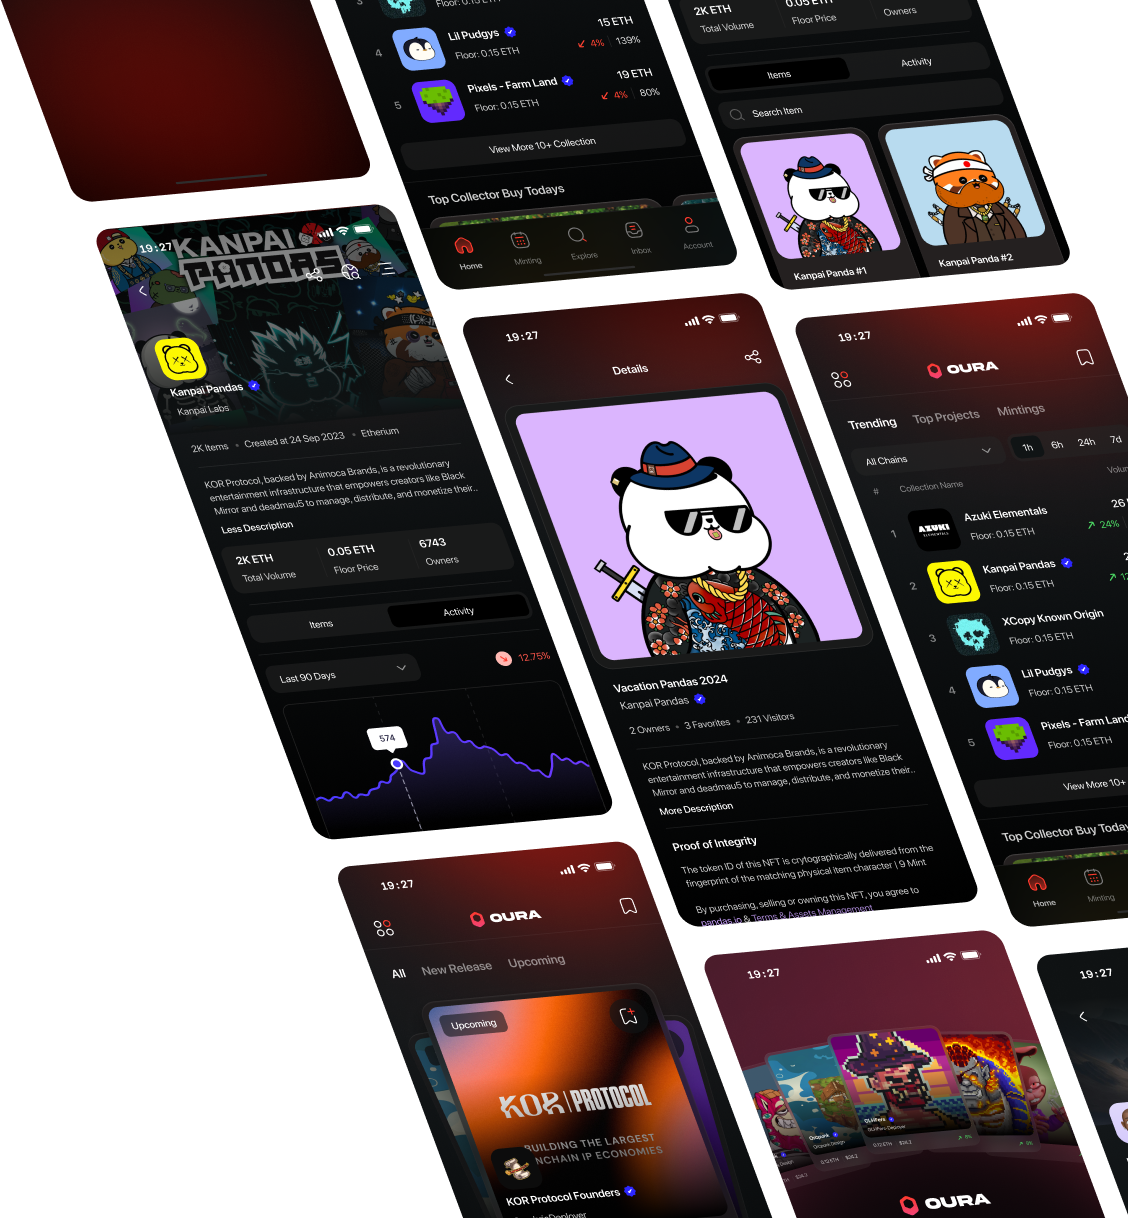 3
Floor: 0.15 ETH
4
Lil Pudgys
Floor: 0.15 ETH
15 ETH
4%
139%
5
Pixels - Farm Land
Floor: 0.15 ETH
19 ETH
4%
80%
View More 10+ Collection
Top Collector Buy Todays
Home
Minting
Explore
Inbox
Account
2K ETH
Total Volume
0.05 ETH
Floor Price
Owners
Items
Activity
Search Item
Kanpai Panda #1
Kanpai Panda #2
19:27
KANPAI
PANDAS
Kanpai Pandas
Kanpai Labs
2K Items • Created at 24 Sep 2023 • Etherium
KOR Protocol, backed by Animoca Brands, is a revolutionary
entertainment infrastructure that empowers creators like Black
Mirror and deadmau5 to manage, distribute, and monetize their..
Less Description
2K ETH
Total Volume
0.05 ETH
Floor Price
6743
Owners
Items
Activity
Last 90 Days
12.75%
574
19:27
Details
Vacation Pandas 2024
Kanpai Pandas
2 Owners • 3 Favorites • 231 Visitors
KOR Protocol, backed by Animoca Brands, is a revolutionary
entertainment infrastructure that empowers creators like Black
Mirror and deadmau5 to manage, distribute, and monetize their..
More Description
Proof of Integrity
The token ID of this NFT is crytographically delivered from the
fingerprint of the matching physical item character | 9 Mint
By purchasing, selling or owning this NFT, you agree to
pandas.io & Terms & Assets Management
19:27
OURA
Trending
Top Projects
Mintings
All Chains
1h
6h
24h
7d
#
Collection Name
1
AZUKI
ELEMENTALS
Azuki Elementals
Floor: 0.15 ETH
26
24%
2
Kanpai Pandas
Floor: 0.15 ETH
3
XCopy Known Origin
Floor: 0.15 ETH
4
Lil Pudgys
Floor: 0.15 ETH
5
Pixels - Farm Land
Floor: 0.15 ETH
View More 10+
Top Collector Buy
Home
Minting
19:27
OURA
All
New Release
Upcoming
Upcoming
KOR | PROTOCOL
BUILDING THE LARGEST
ONCHAIN IP ECONOMIES
KOR Protocol Founders
19:27
OURA
19:27